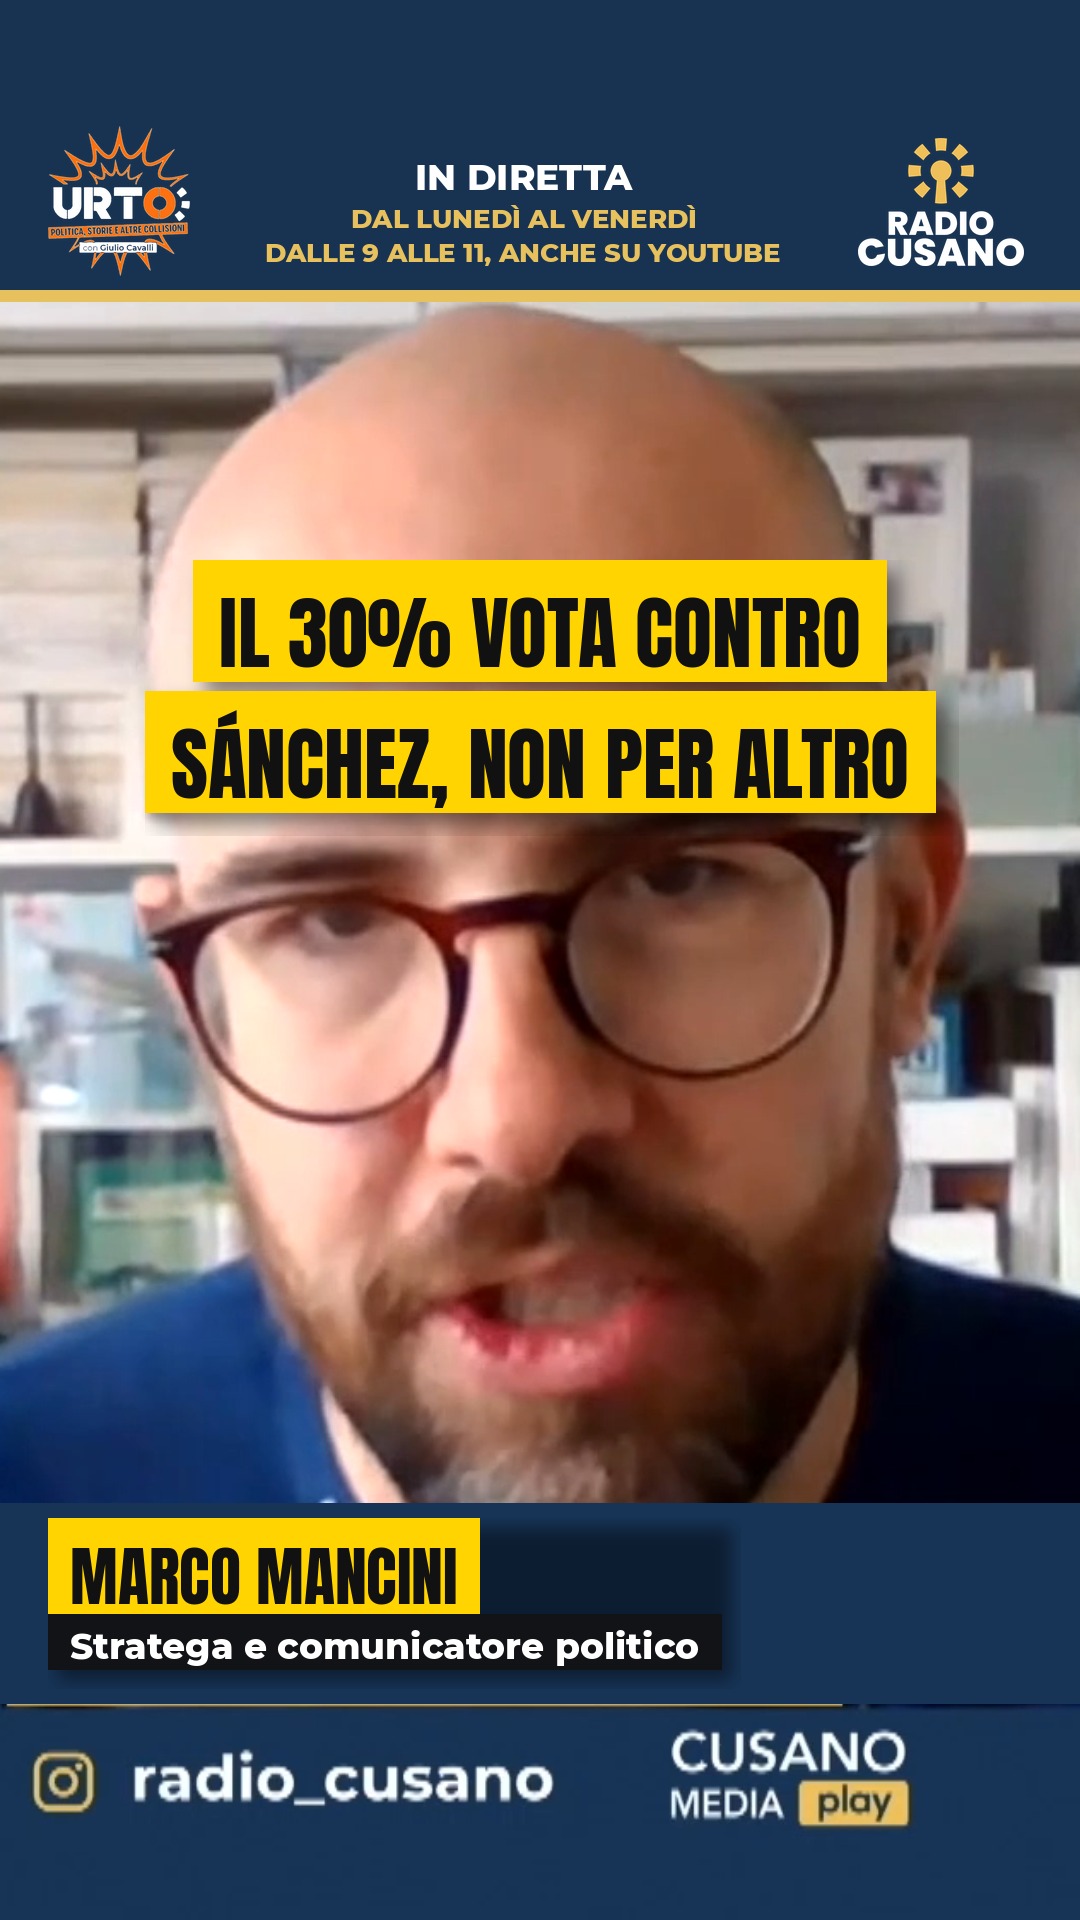 URTO
POLITICA, STORIE E ALTRE COLLISIONI
con Giulio Cavalli
IN DIRETTA
DAL LUNEDÌ AL VENERDÌ
DALLE 9 ALLE 11, ANCHE SU YOUTUBE
RADIO
CUSANO
IL 30% VOTA CONTRO
SÁNCHEZ, NON PER ALTRO
MARCO MANCINI
Stratega e comunicatore politico
radio_cusano
CUSANO
MEDIA play